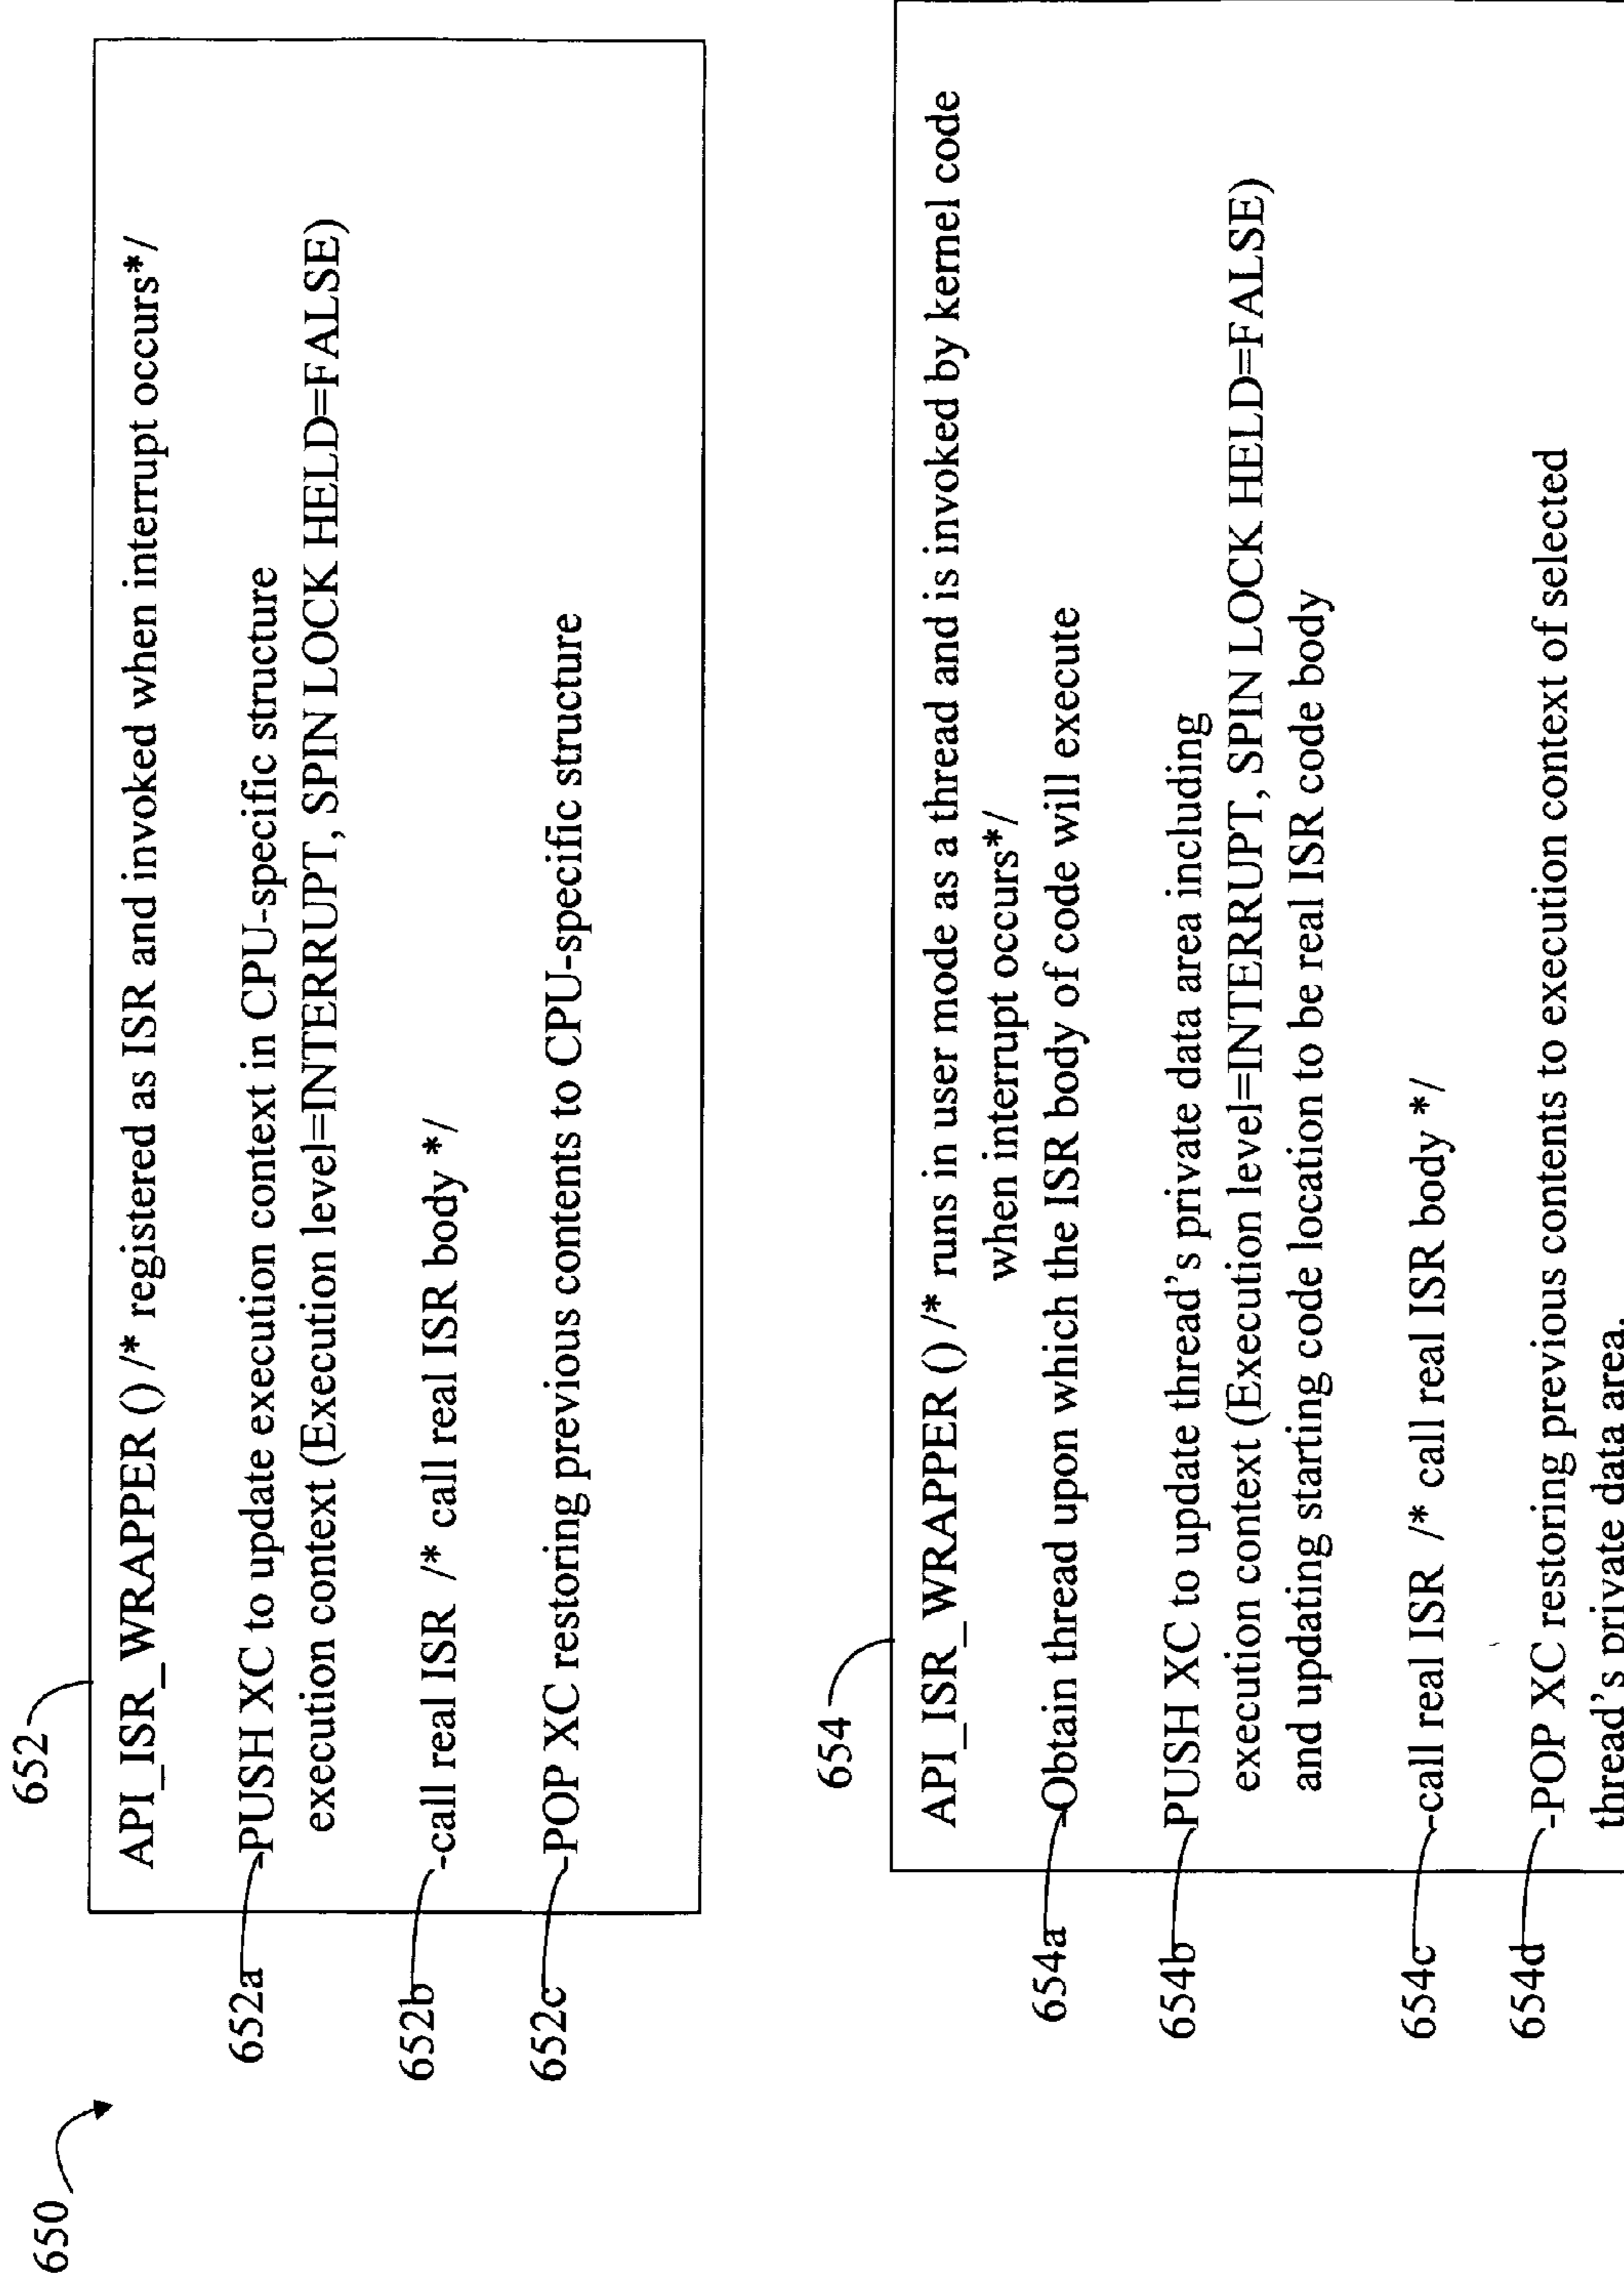 650
652
API_ISR_WRAPPER () /* registered as ISR and invoked when interrupt occurs*/
652a -PUSH XC to update execution context in CPU-specific structure
execution context (Execution level=INTERRUPT, SPIN LOCK HELD=FALSE)
652b -call real ISR /* call real ISR body */
652c -POP XC restoring previous contents to CPU-specific structure
654
API_ISR_WRAPPER () /* runs in user mode as a thread and is invoked by kernel code
when interrupt occurs*/
654a -Obtain thread upon which the ISR body of code will execute
654b PUSH XC to update thread's private data area including
execution context (Execution level=INTERRUPT, SPIN LOCK HELD=FALSE)
and updating starting code location to be real ISR code body
654c -call real ISR /* call real ISR body */
654d -POP XC restoring previous contents to execution context of selected
thread's private data area.